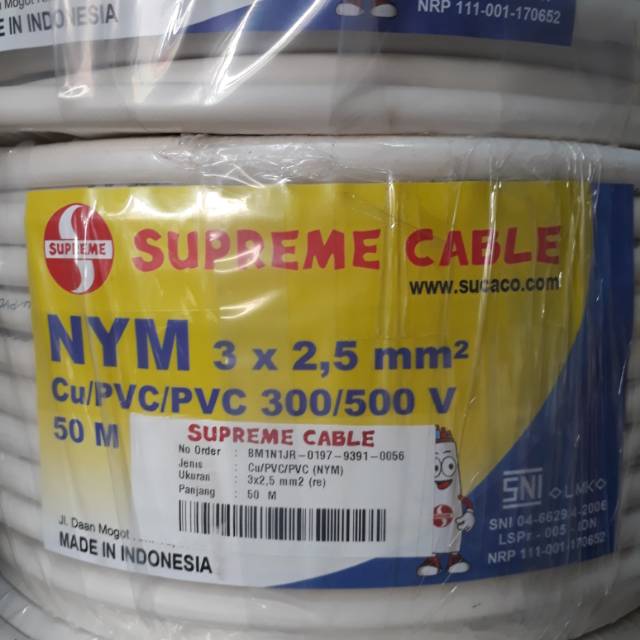 E IN INDONESIA
NRP 111-001-170652
SUPREME
SUPREME CABLE
www.sucaco.com
NYM 3 x 2,5 mm²
Cu/PVC/PVC 300/500 V
50 M
SUPREME CABLE
No Order : BM1N1JR-0197-9391-0056
Jenis : Cu/PVC/PVC (NYM)
Ukuran : 3x2,5 mm2 (re)
Panjang : 50 M
SNI LMK
SNI 04-6629.4-2006
LSPr - 005 - IDN
NRP 111-001-170652
Jl. Daan Mogot
MADE IN INDONESIA